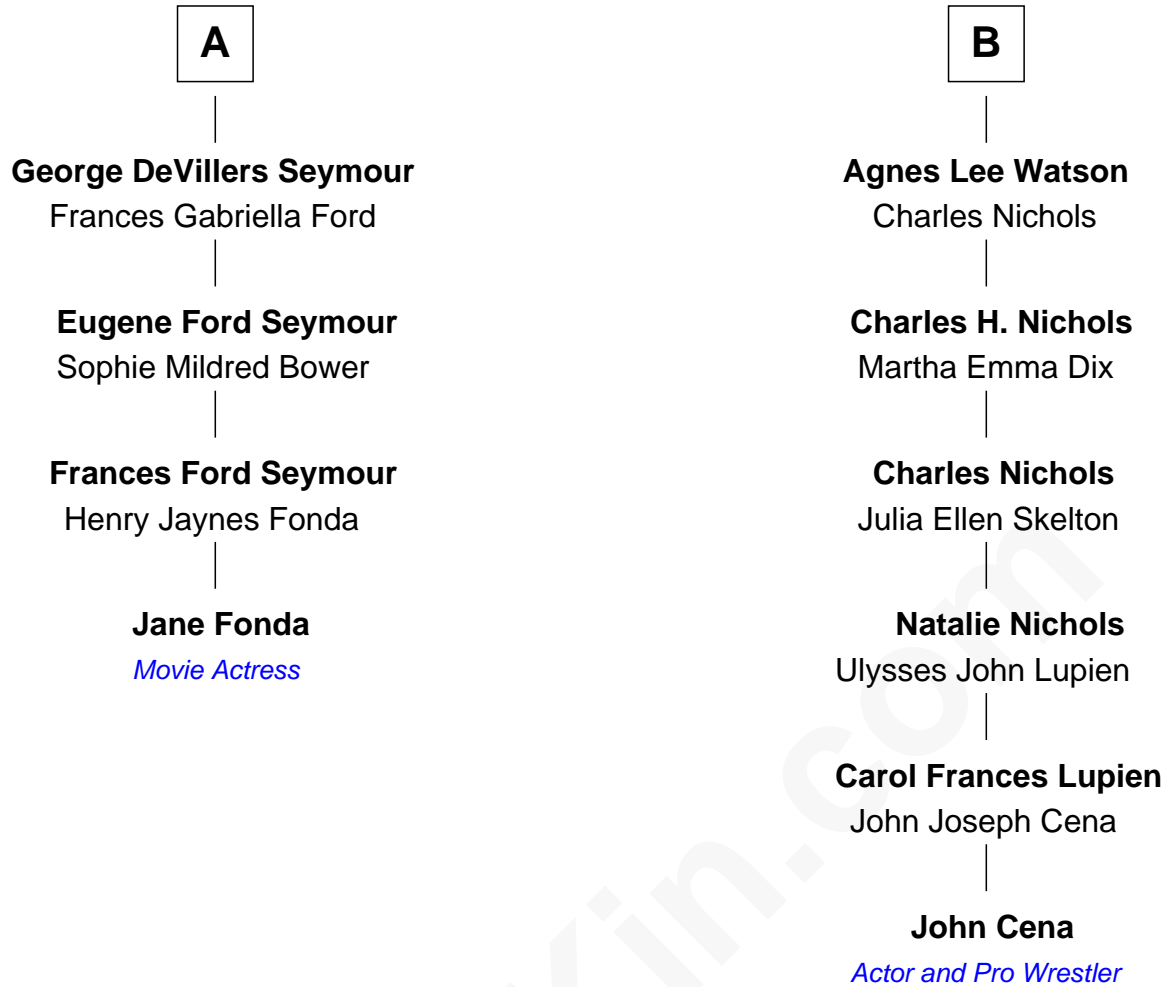 A
George DeVillers Seymour
Frances Gabriella Ford
Eugene Ford Seymour
Sophie Mildred Bower
Frances Ford Seymour
Henry Jaynes Fonda
Jane Fonda
Movie Actress
B
Agnes Lee Watson
Charles Nichols
Charles H. Nichols
Martha Emma Dix
Charles Nichols
Julia Ellen Skelton
Natalie Nichols
Ulysses John Lupien
Carol Frances Lupien
John Joseph Cena
John Cena
Actor and Pro Wrestler
Kin.com